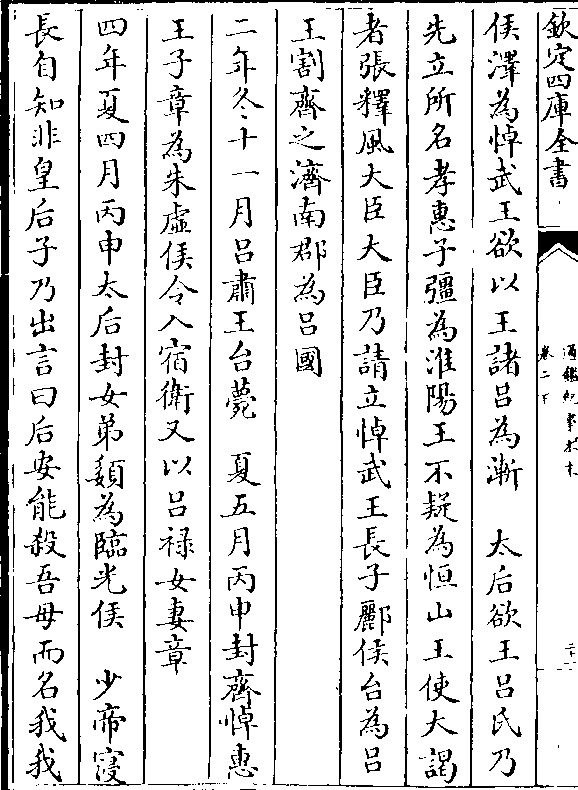 欽定四庫全書
通鑑紀事本末
卷二下
侯澤為悼武王欲以王諸吕為漸　太后欲王吕氏乃
先立所名孝惠子彊為淮陽王不疑為恒山王使大謁
者張釋風大臣大臣乃請立悼武王長子酈侯台為吕
王割齊之濟南郡為吕國
二年冬十一月吕肅王台薨　夏五月丙申封齊悼惠
王子章為朱虚侯令入宿衛又以吕禄女妻章
四年夏四月丙申太后封女弟嬃為臨光侯　少帝寖
長自知非皇后子乃出言曰后安能殺吾母而名我我